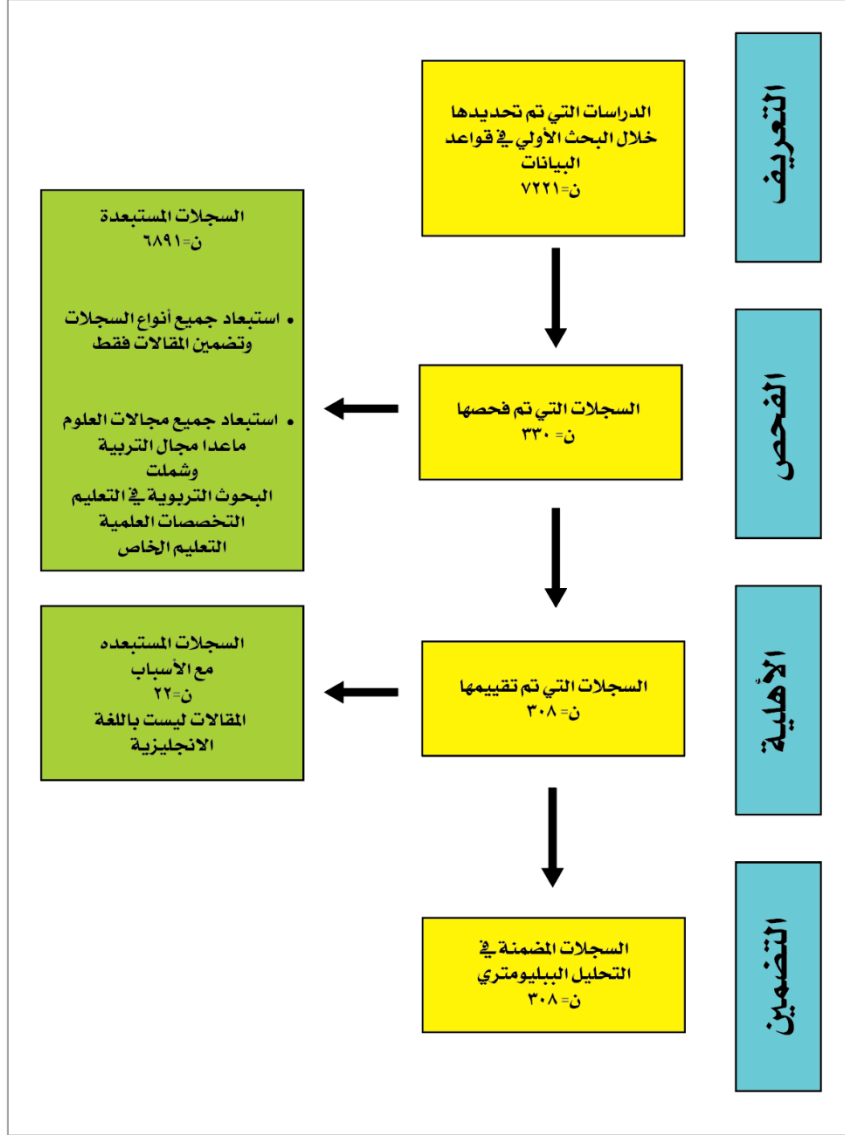 التعريف
الدراسات التي تم تحديدها
خلال البحث الأولي في قواعد
البيانات
ن=٧٢٢١
الفحص
السجلات التي تم فحصها
ن= ٣٣٠
السجلات المستبعدة
ن=٦٨٩١
• استبعاد جميع أنواع السجلات
وتضمين المقالات فقط
• استبعاد جميع مجالات العلوم
ماعدا مجال التربية
وشملت
البحوث التربوية في التعليم
التخصصات العلمية
التعليم الخاص
الأهلية
السجلات التي تم تقييمها
ن= ٣٠٨
السجلات المستبعده
مع الأسباب
ن=٢٢
المقالات ليست باللغة
الانجليزية
التضمين
السجلات المضمنة في
التحليل الببليومتري
ن= ٣٠٨